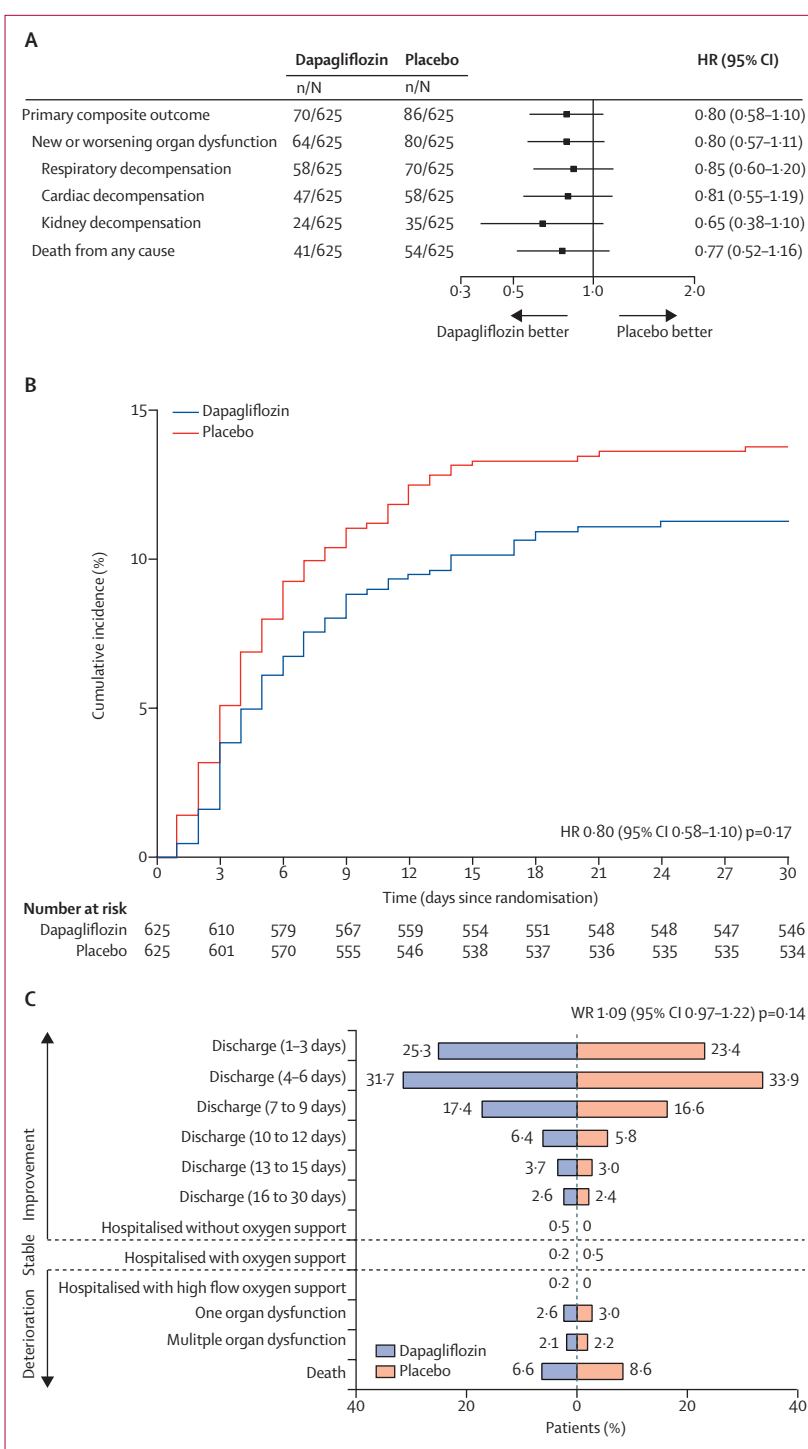 A
Dapagliflozin Placebo HR (95% CI)
n/N n/N
Primary composite outcome 70/625 86/625 0·80 (0·58–1·10)
New or worsening organ dysfunction 64/625 80/625 0·80 (0·57–1·11)
Respiratory decompensation 58/625 70/625 0·85 (0·60–1·20)
Cardiac decompensation 47/625 58/625 0·81 (0·55–1·19)
Kidney decompensation 24/625 35/625 0·65 (0·38–1·10)
Death from any cause 41/625 54/625 0·77 (0·52–1·16)
0·3 0·5 1·0 2·0
Dapagliflozin better Placebo better
B
Dapagliflozin
Placebo
15
10
5
0
Cumulative incidence (%)
HR 0·80 (95% CI 0·58–1·10) p=0·17
0 3 6 9 12 15 18 21 24 27 30
Time (days since randomisation)
Number at risk
Dapagliflozin 625 610 579 567 559 554 551 548 548 547 546
Placebo 625 601 570 555 546 538 537 536 535 535 534
C
WR 1·09 (95% CI 0·97–1·22) p=0·14
Improvement
Discharge (1–3 days) 25·3 23·4
Discharge (4–6 days) 31·7 33·9
Discharge (7 to 9 days) 17·4 16·6
Discharge (10 to 12 days) 6·4 5·8
Discharge (13 to 15 days) 3·7 3·0
Discharge (16 to 30 days) 2·6 2·4
Hospitalised without oxygen support 0·5 0
Stable
Hospitalised with oxygen support 0·2 0·5
Deterioration
Hospitalised with high flow oxygen support 0·2 0
One organ dysfunction 2·6 3·0
Mulitple organ dysfunction 2·1 2·2
Death 6·6 8·6
Dapagliflozin
Placebo
40 20 0 20 40
Patients (%)